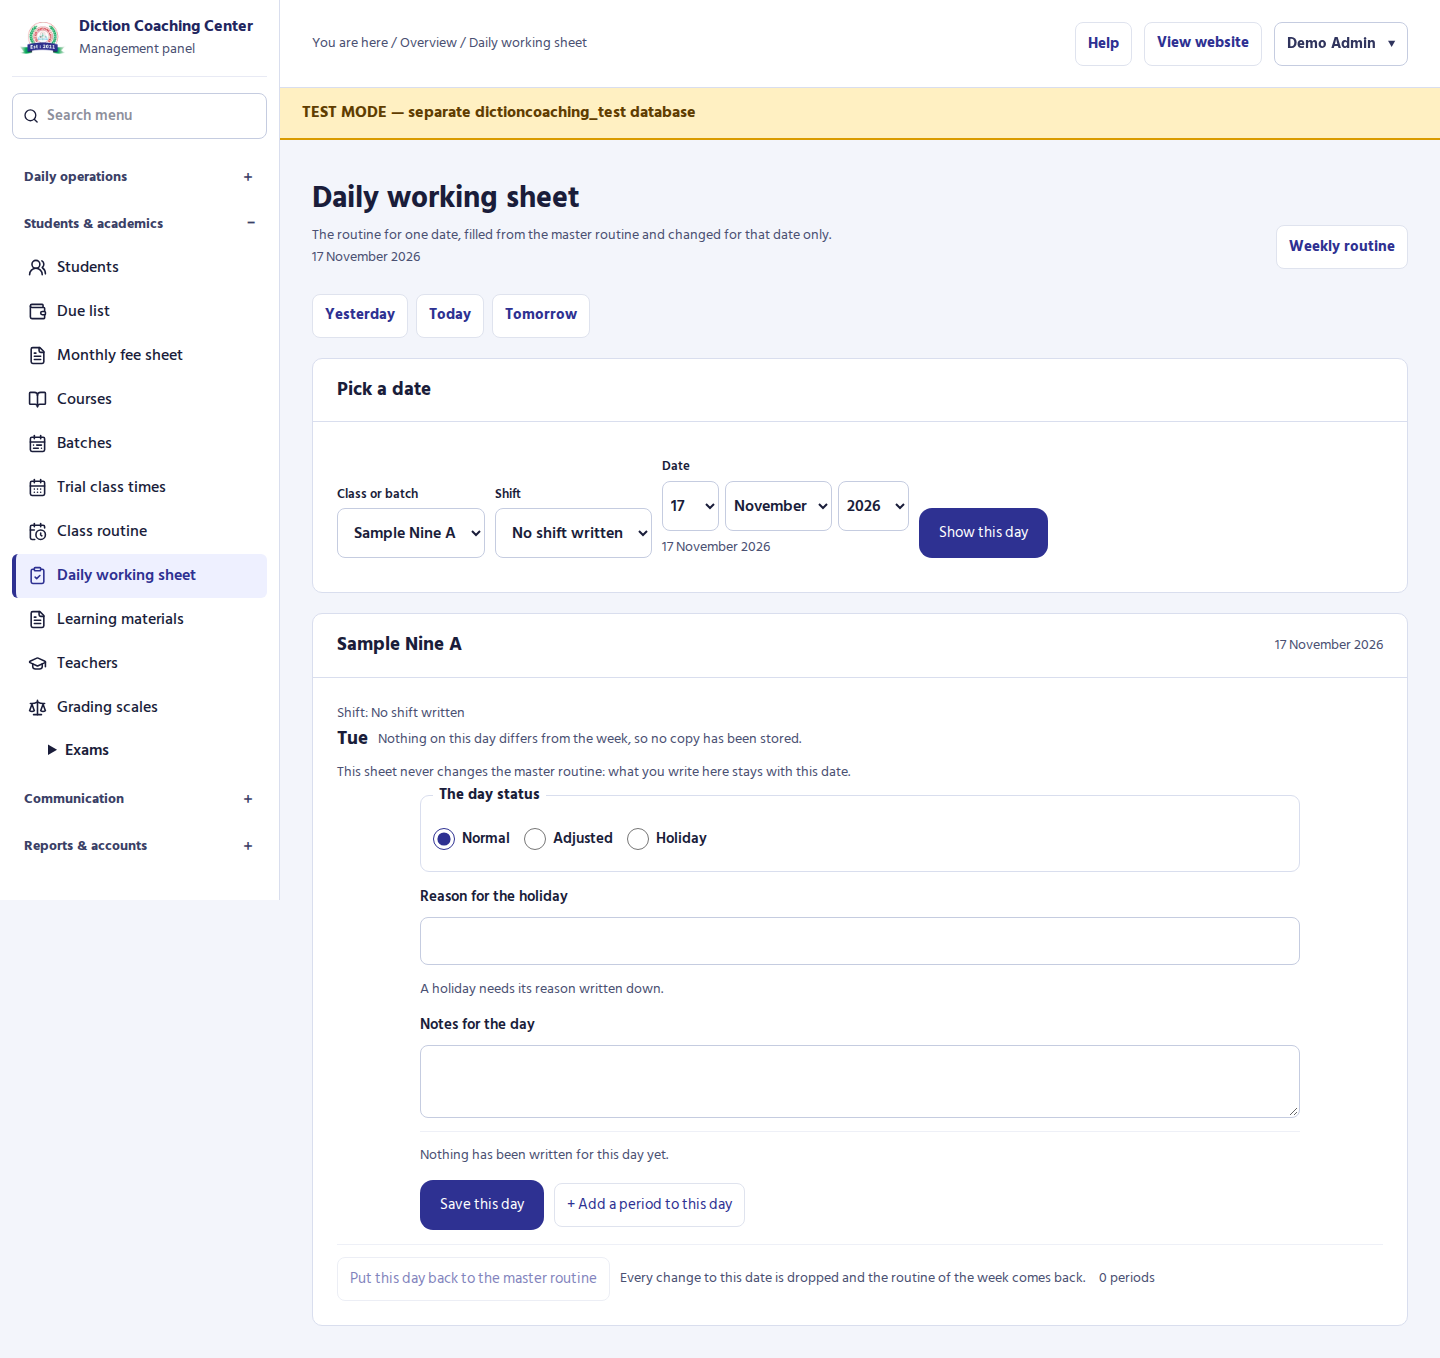 Diction Coaching Center
Management panel
Est : 2011
Search menu
Daily operations +
Students & academics −
Students
Due list
Monthly fee sheet
Courses
Batches
Trial class times
Class routine
Daily working sheet
Learning materials
Teachers
Grading scales
Exams
Communication +
Reports & accounts +
You are here / Overview / Daily working sheet
Help
View website
Demo Admin
TEST MODE — separate dictioncoaching_test database
Daily working sheet
The routine for one date, filled from the master routine and changed for that date only.
17 November 2026
Weekly routine
Yesterday
Today
Tomorrow
Pick a date
Class or batch
Sample Nine A
Shift
No shift written
Date
17
November
2026
17 November 2026
Show this day
Sample Nine A
17 November 2026
Shift: No shift written
Tue Nothing on this day differs from the week, so no copy has been stored.
This sheet never changes the master routine: what you write here stays with this date.
The day status
Normal
Adjusted
Holiday
Reason for the holiday
A holiday needs its reason written down.
Notes for the day
Nothing has been written for this day yet.
Save this day
+ Add a period to this day
Put this day back to the master routine
Every change to this date is dropped and the routine of the week comes back.
0 periods